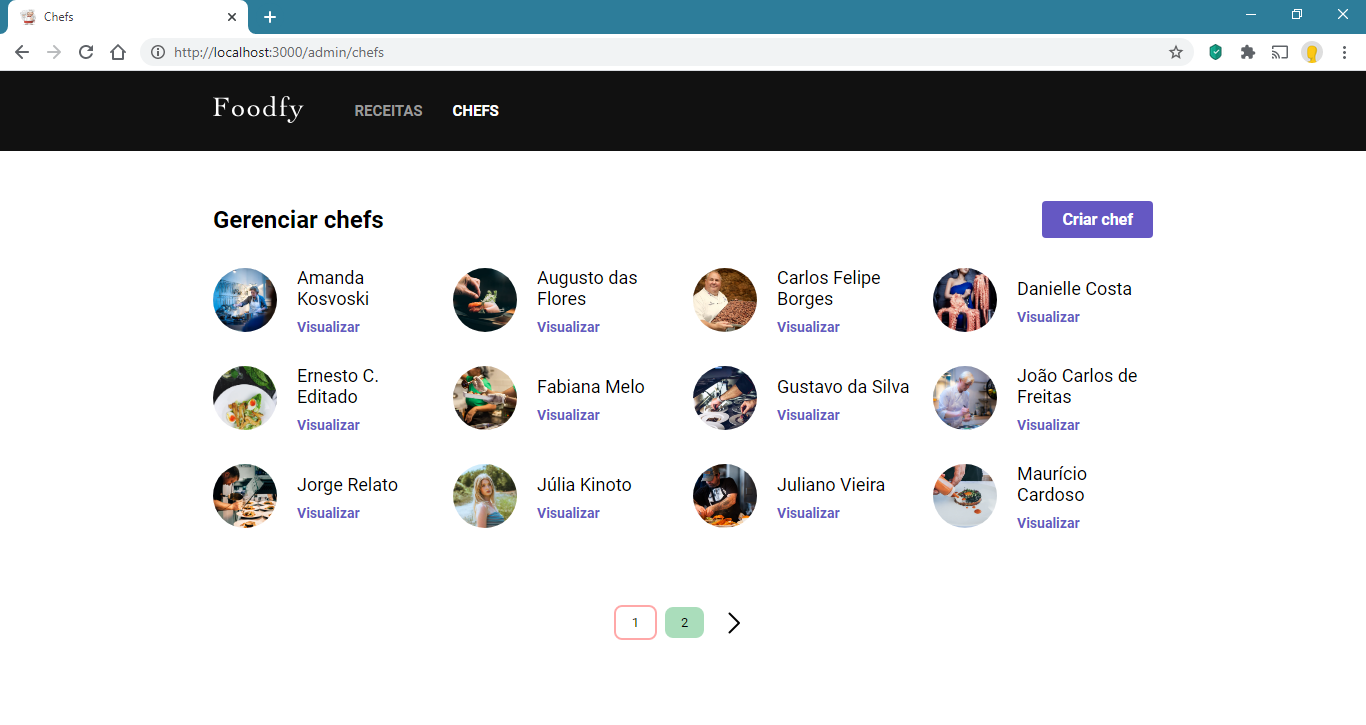 Chefs
http://localhost:3000/admin/chefs
Foodfy RECEITAS CHEFS
Gerenciar chefs Criar chef
Amanda
Kosvoski
Visualizar
Augusto das
Flores
Visualizar
Carlos Felipe
Borges
Visualizar
Danielle Costa
Visualizar
Ernesto C.
Editado
Visualizar
Fabiana Melo
Visualizar
Gustavo da Silva
Visualizar
João Carlos de
Freitas
Visualizar
Jorge Relato
Visualizar
Júlia Kinoto
Visualizar
Juliano Vieira
Visualizar
Maurício
Cardoso
Visualizar
1 2